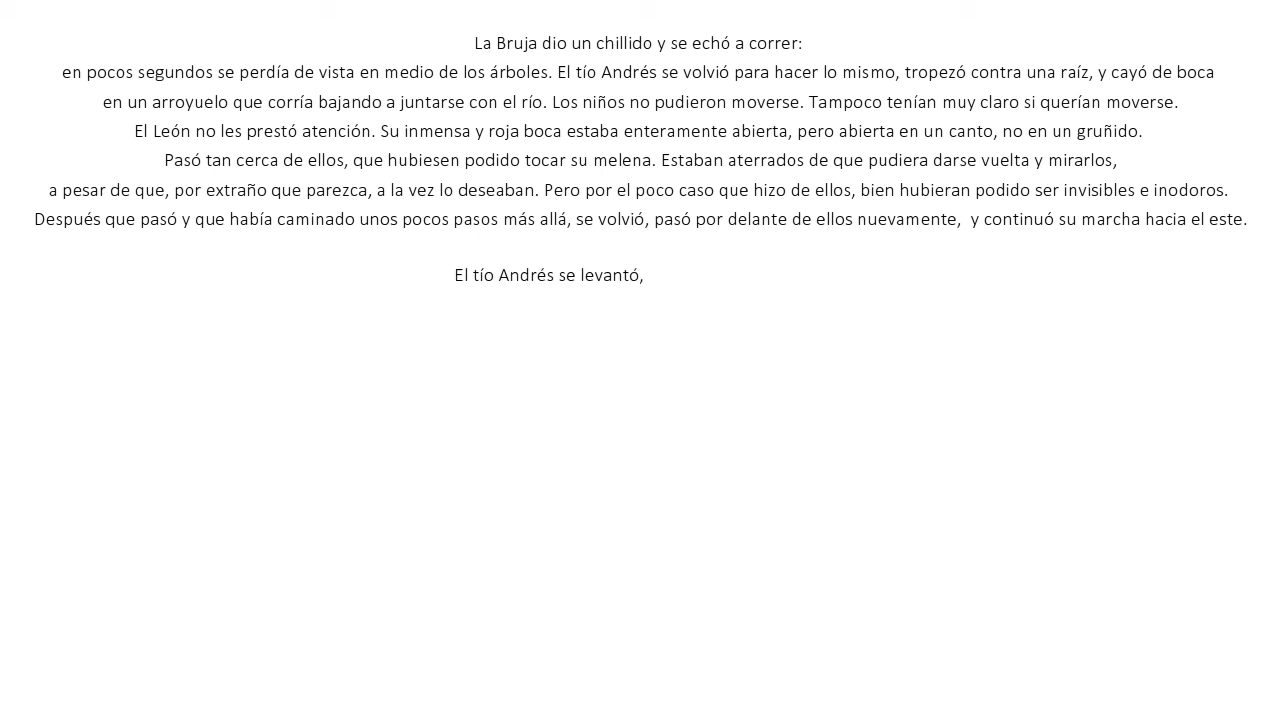 La Bruja dio un chillido y se echó a correr:
en pocos segundos se perdía de vista en medio de los árboles. El tío Andrés se volvió para hacer lo mismo, tropezó contra una raíz, y cayó de boca
en un arroyuelo que corría bajando a juntarse con el río. Los niños no pudieron moverse. Tampoco tenían muy claro si querían moverse.
El León no les prestó atención. Su inmensa y roja boca estaba enteramente abierta, pero abierta en un canto, no en un gruñido.
Pasó tan cerca de ellos, que hubiesen podido tocar su melena. Estaban aterrados de que pudiera darse vuelta y mirarlos,
a pesar de que, por extraño que parezca, a la vez lo deseaban. Pero por el poco caso que hizo de ellos, bien hubieran podido ser invisibles e inodoros.
Después que pasó y que había caminado unos pocos pasos más allá, se volvió, pasó por delante de ellos nuevamente,  y continuó su marcha hacia el este.
El tío Andrés se levantó,